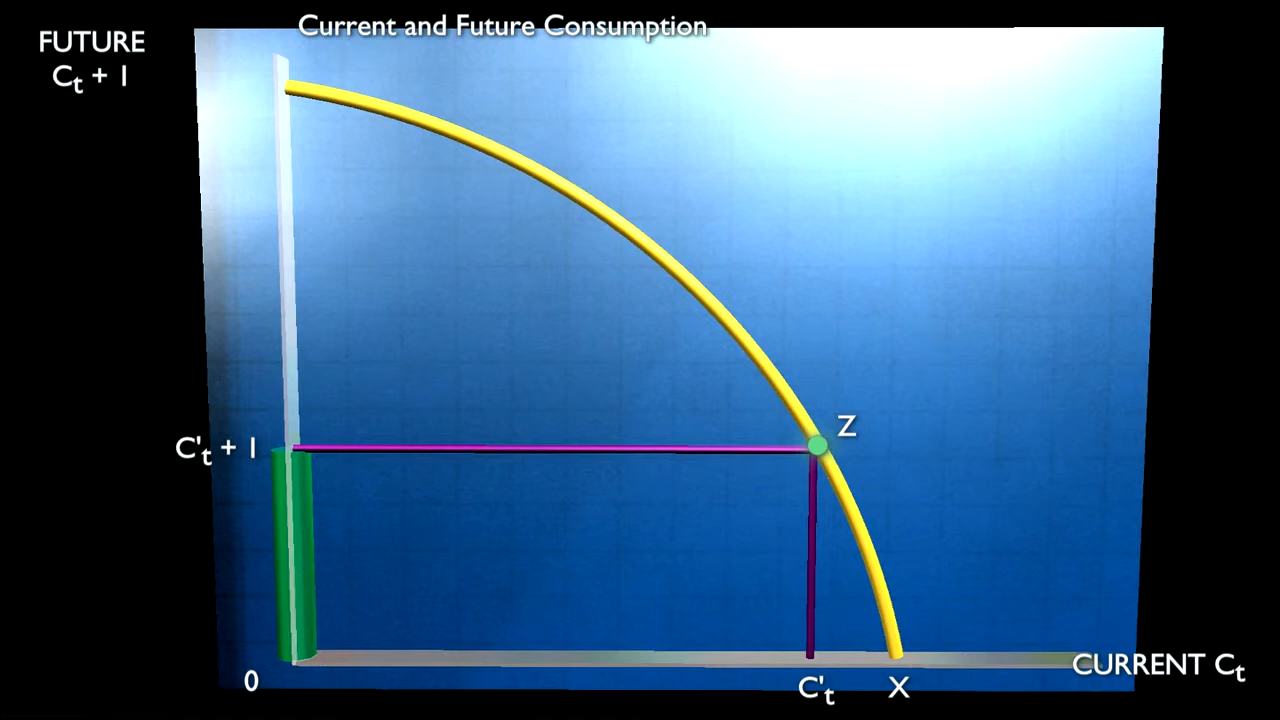 Current and Future Consumption
FUTURE
Cₜ + 1
Z
C'ₜ + 1
0
C'ₜ
X
CURRENT Cₜ